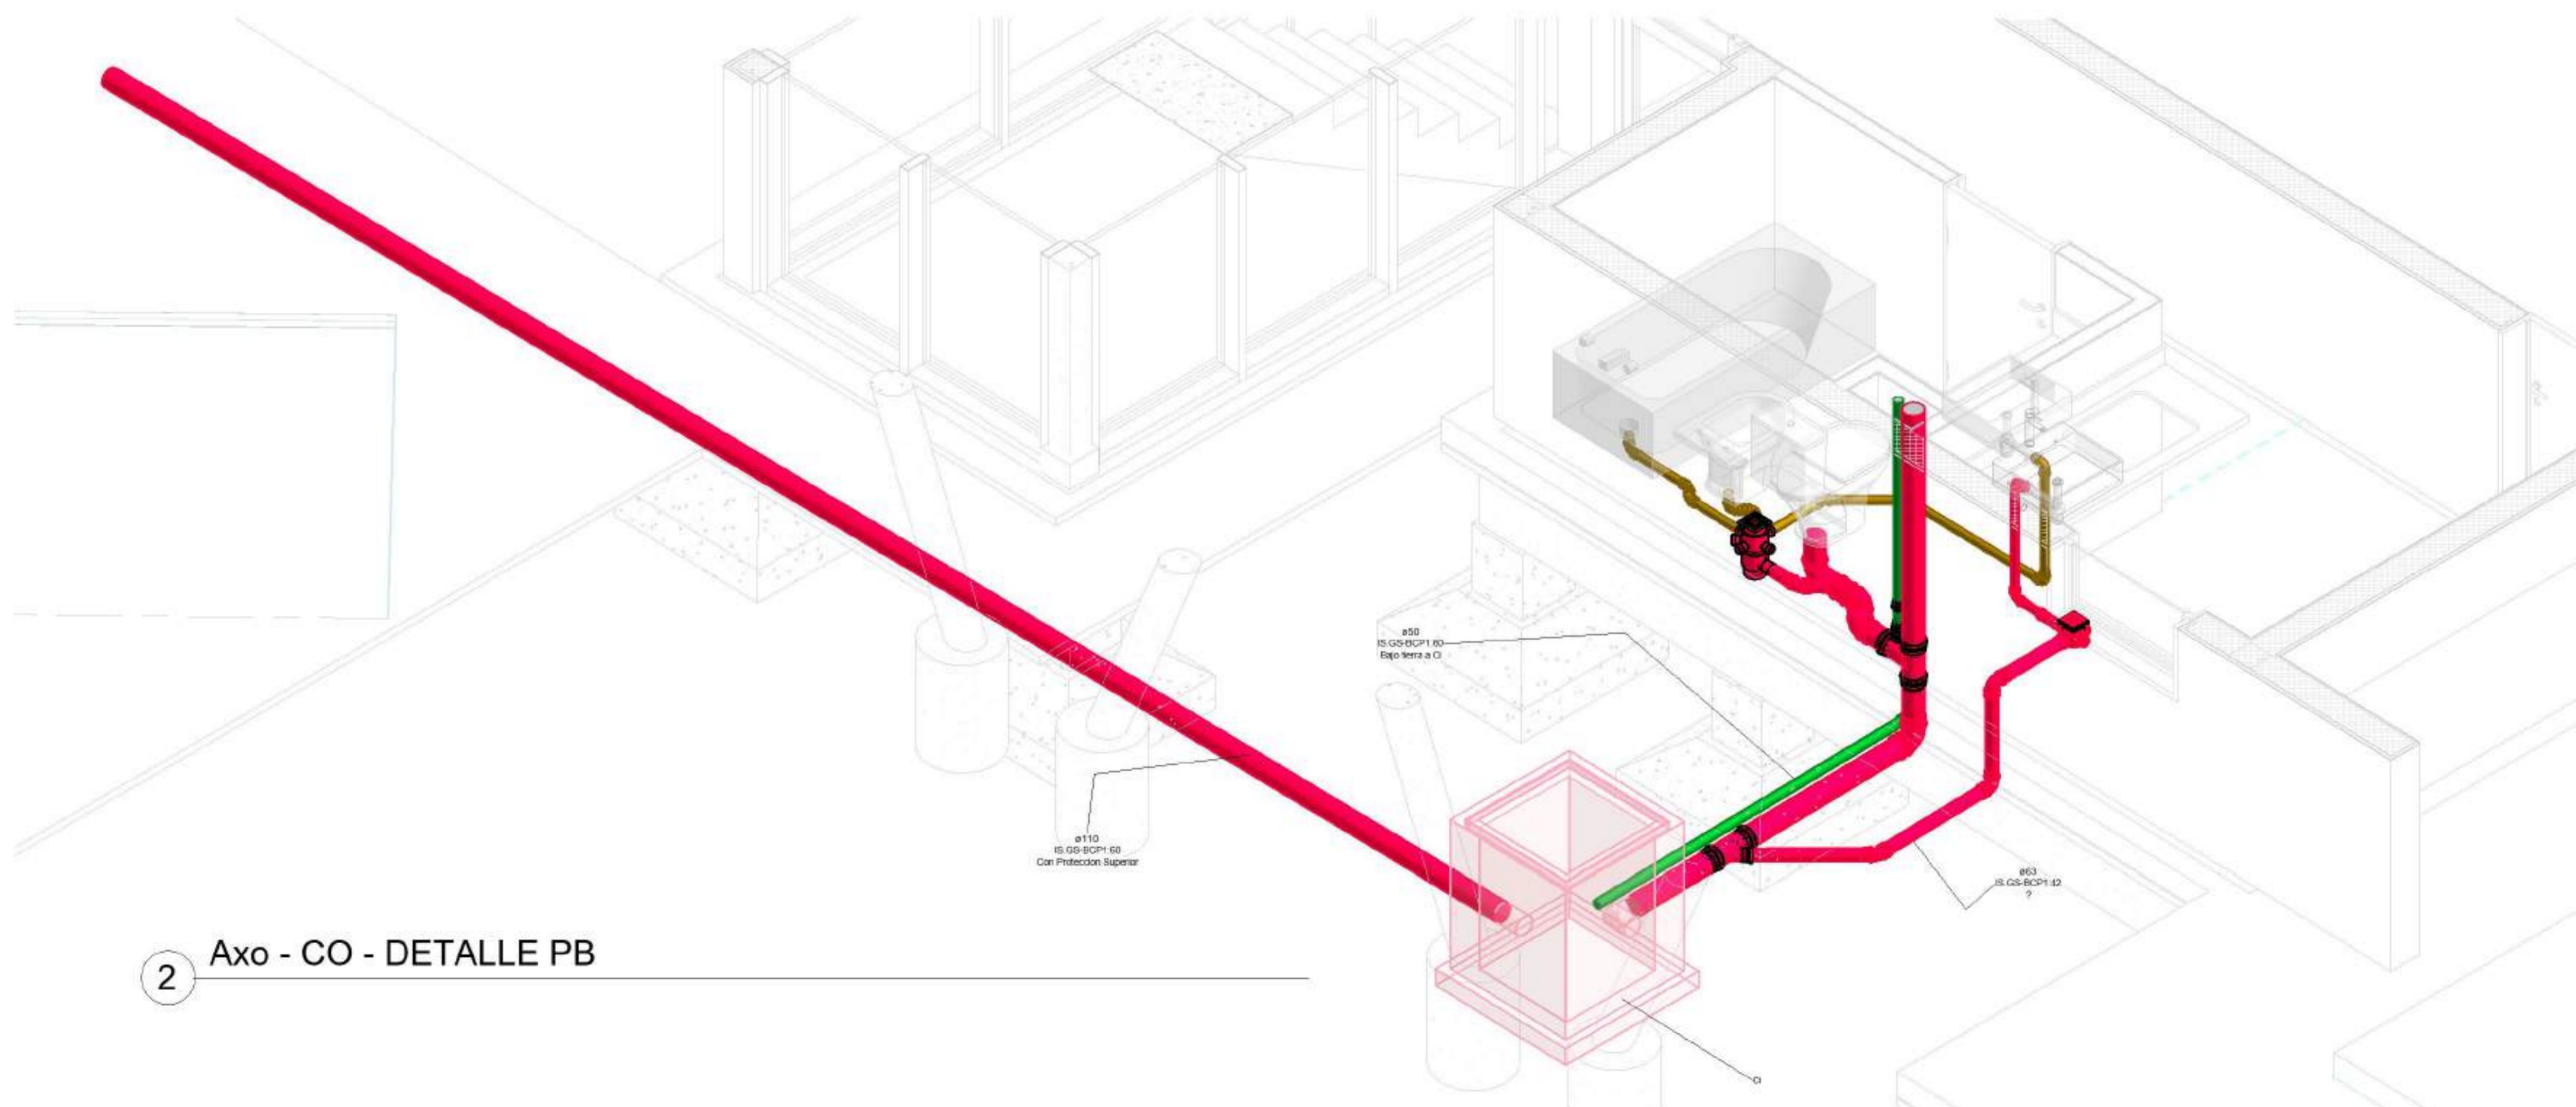 ø50
IS.GS-BCP1:60
Bajo tierra a CI
ø110
IS.GS-BCP1:60
Con Proteccion Superior
ø63
IS.GS-BCP1:42
?
2
Axo - CO - DETALLE PB
CI